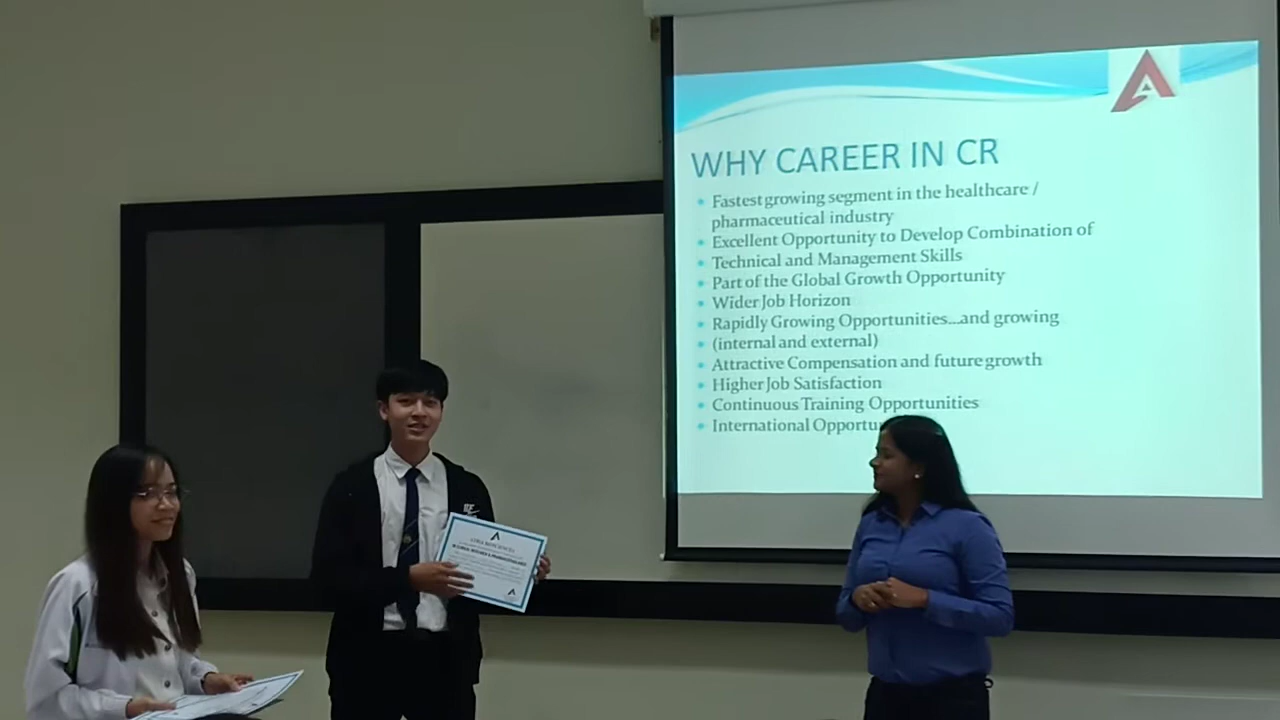 WHY CAREER IN CR
Fastest growing segment in the healthcare /
pharmaceutical industry
Excellent Opportunity to Develop Combination of
Technical and Management Skills
Part of the Global Growth Opportunity
Wider Job Horizon
Rapidly Growing Opportunities...and growing
(internal and external)
Attractive Compensation and future growth
Higher Job Satisfaction
Continuous Training Opportunities
International Opportu